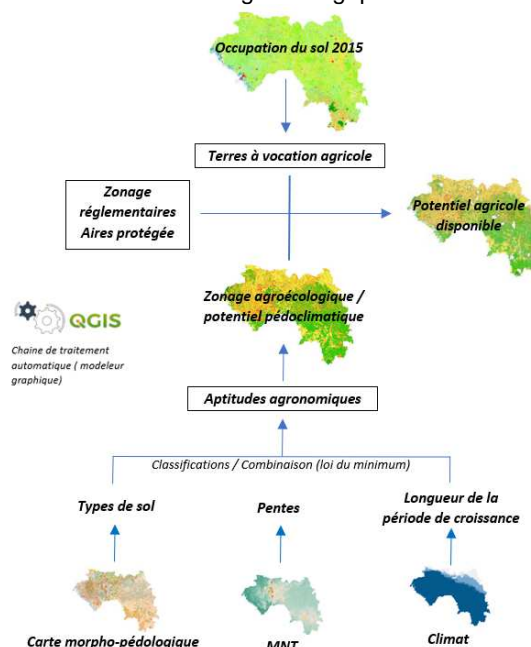 Occupation du sol 2015
Terres à vocation agricole
Zonage
réglementaires
Aires protégée
Potentiel agricole
disponible
Zonage agroécologique /
potentiel pédoclimatique
QGIS
Chaine de traitement
automatique ( modeleur
graphique)
Aptitudes agronomiques
Classifications / Combinaison (loi du minimum)
Types de sol
Pentes
Longueur de la
période de croissance
Carte morpho-pédologique
MNT
Climat